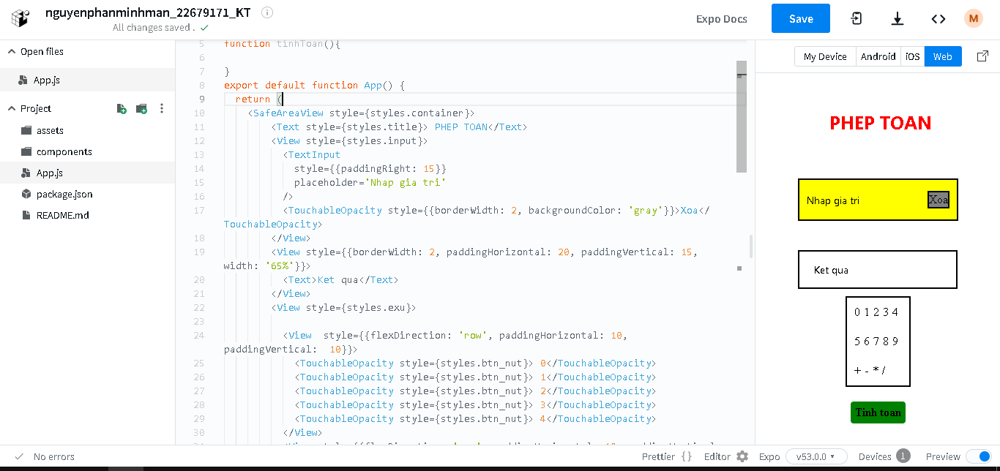 nguyenphanminhman_22679171_KT
All changes saved .
Expo Docs
Save
M
Open files
App.js
Project
assets
components
App.js
package.json
README.md
5 function tinhToan(){
6
7 }
8 export default function App() {
9 return (
10 <SafeAreaView style={styles.container}>
11 <Text style={styles.title}> PHEP TOAN</Text>
12 <View style={styles.input}>
13 <TextInput
14 style={{paddingRight: 15}}
15 placeholder='Nhap gia tri'
16 />
17 <TouchableOpacity style={{borderWidth: 2, backgroundColor: 'gray'}}>Xoa</
TouchableOpacity>
18 </View>
19 <View style={{borderWidth: 2, paddingHorizontal: 20, paddingVertical: 15,
width: '65%'}}>
20 <Text>Ket qua</Text>
21 </View>
22 <View style={styles.exu}>
23
24 <View  style={{flexDirection: 'row', paddingHorizontal: 10,
paddingVertical:  10}}>
25 <TouchableOpacity style={styles.btn_nut}> 0</TouchableOpacity>
26 <TouchableOpacity style={styles.btn_nut}> 1</TouchableOpacity>
27 <TouchableOpacity style={styles.btn_nut}> 2</TouchableOpacity>
28 <TouchableOpacity style={styles.btn_nut}> 3</TouchableOpacity>
29 <TouchableOpacity style={styles.btn_nut}> 4</TouchableOpacity>
30 </View>
My Device
Android
iOS
Web
PHEP TOAN
Nhap gia tri
Xoa
Ket qua
0 1 2 3 4
5 6 7 8 9
+ - * /
Tinh toan
No errors
Prettier {}
Editor
Expo
v53.0.0
Devices 1
Preview